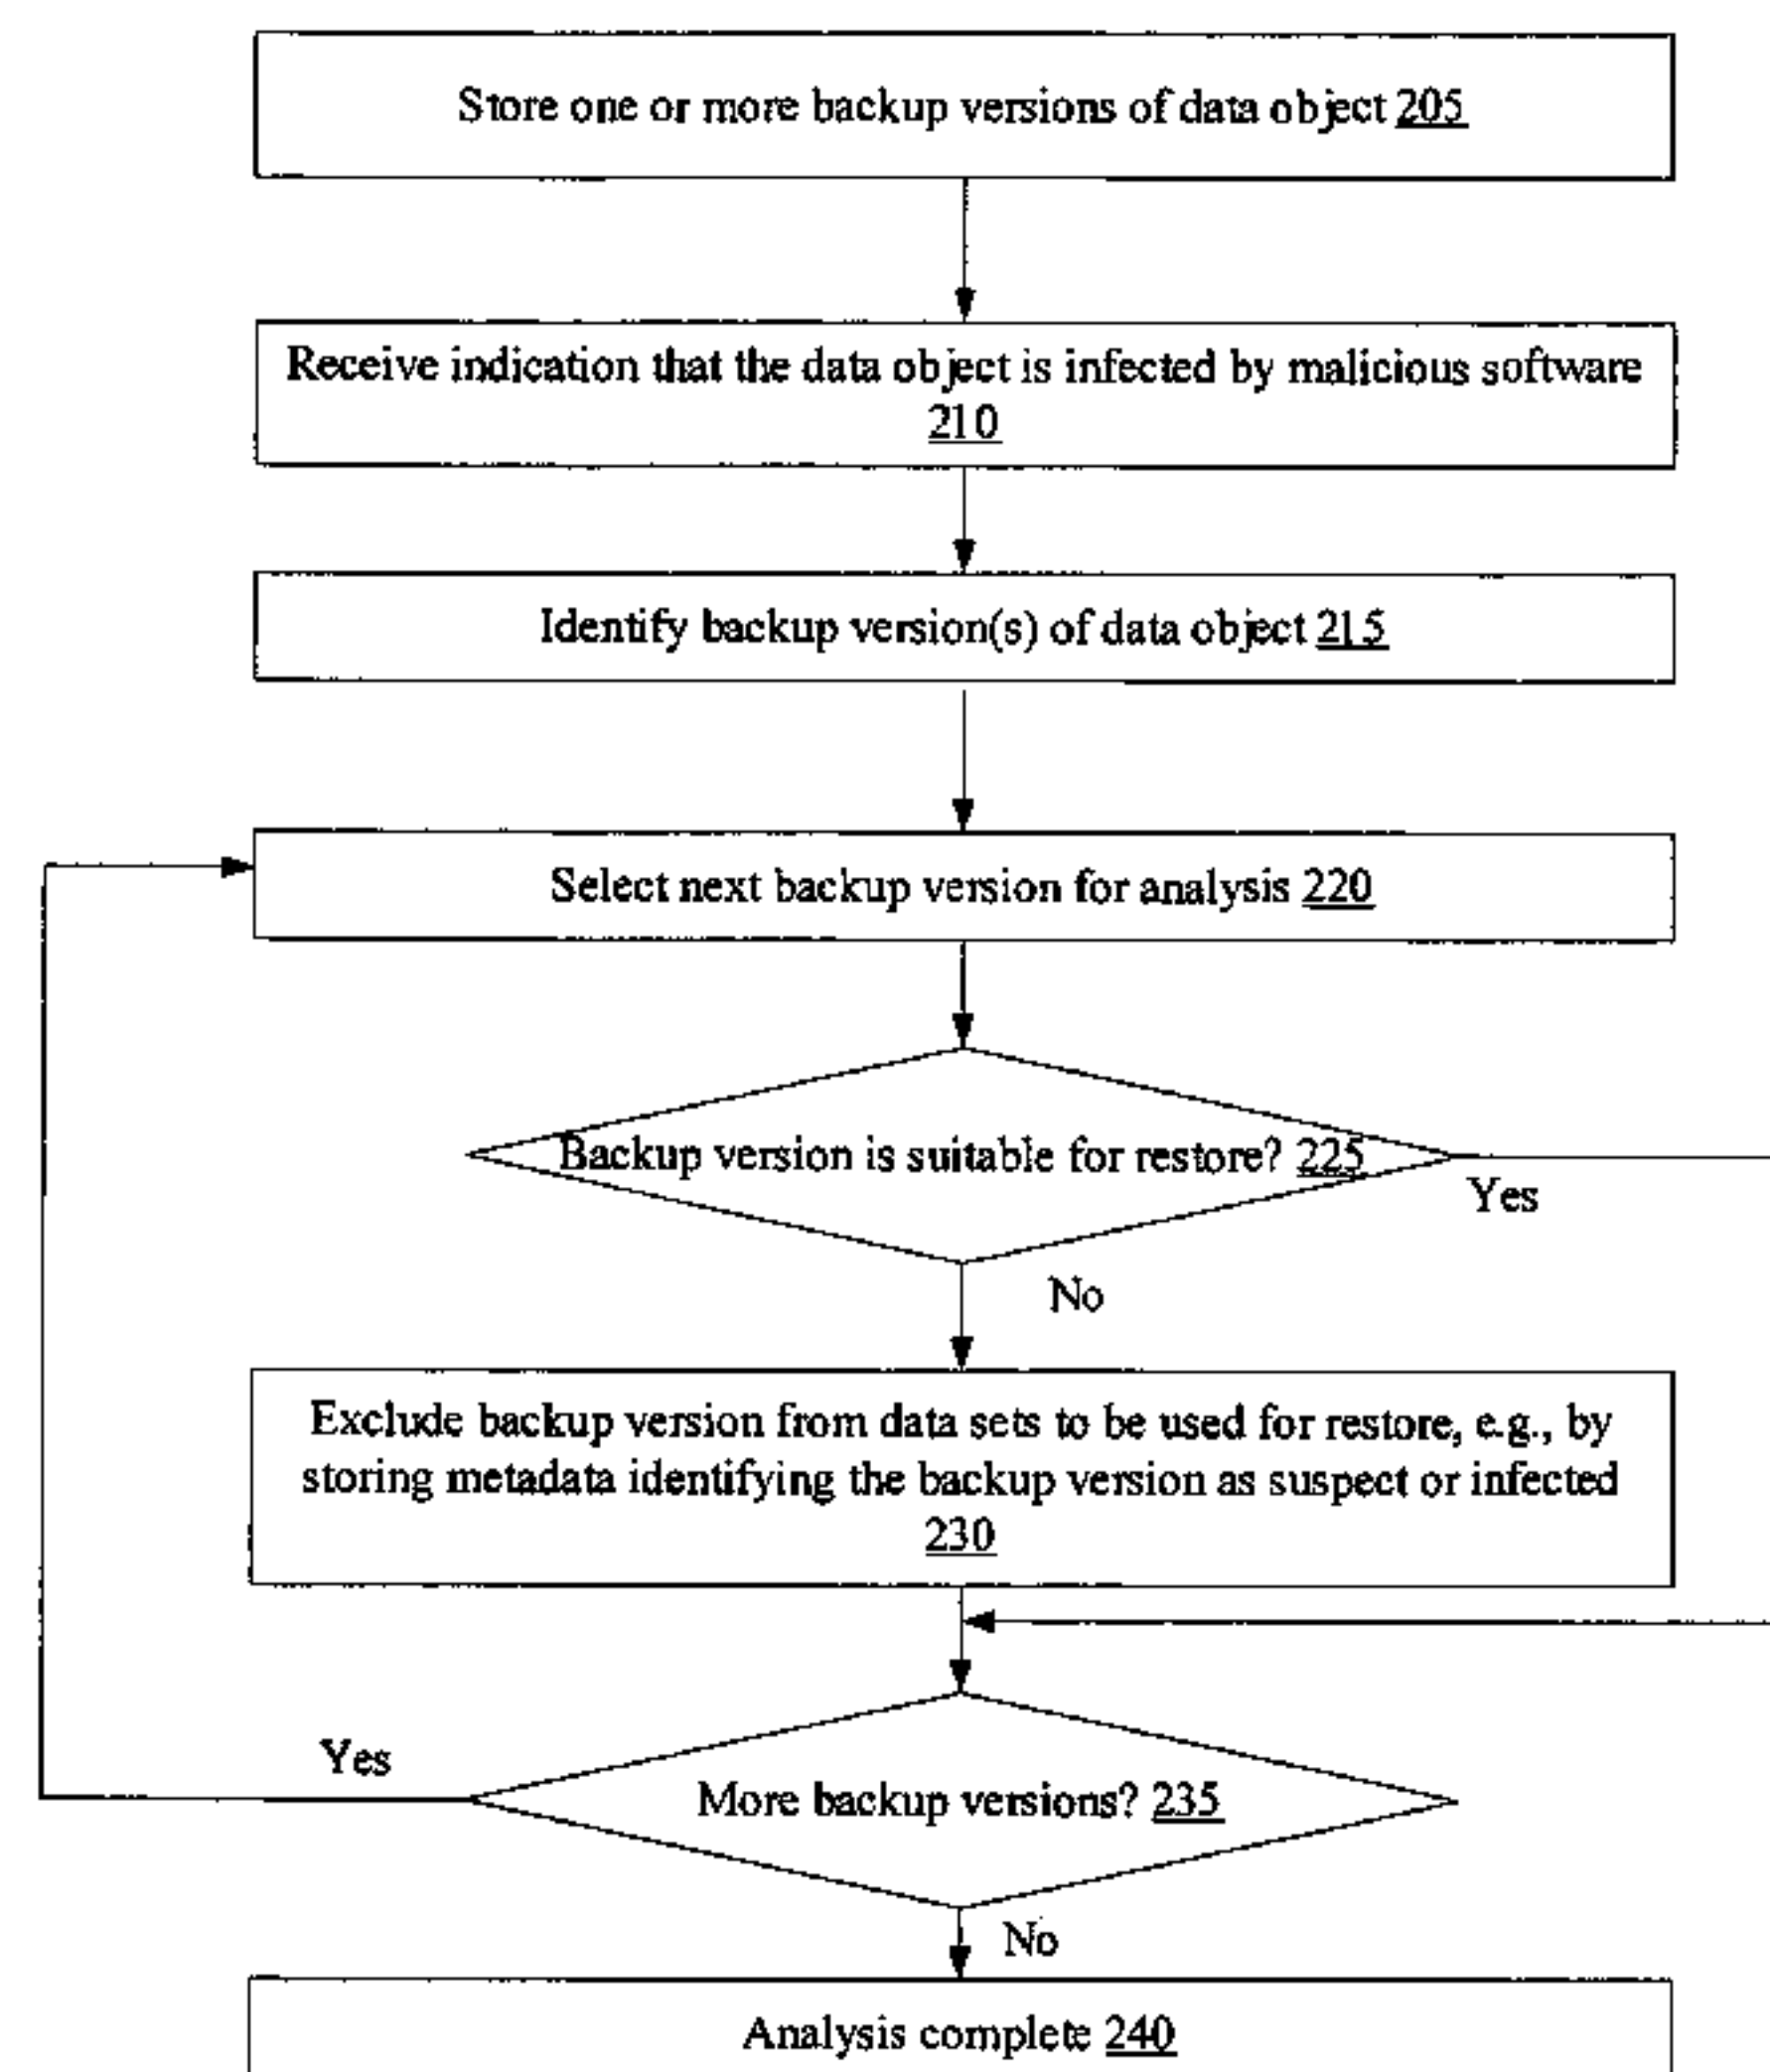 Store one or more backup versions of data object 205
Receive indication that the data object is infected by malicious software
210
Identify backup version(s) of data object 215
Select next backup version for analysis 220
Backup version is suitable for restore? 225
Yes
No
Exclude backup version from data sets to be used for restore, e.g., by
storing metadata identifying the backup version as suspect or infected
230
Yes
More backup versions? 235
No
Analysis complete 240